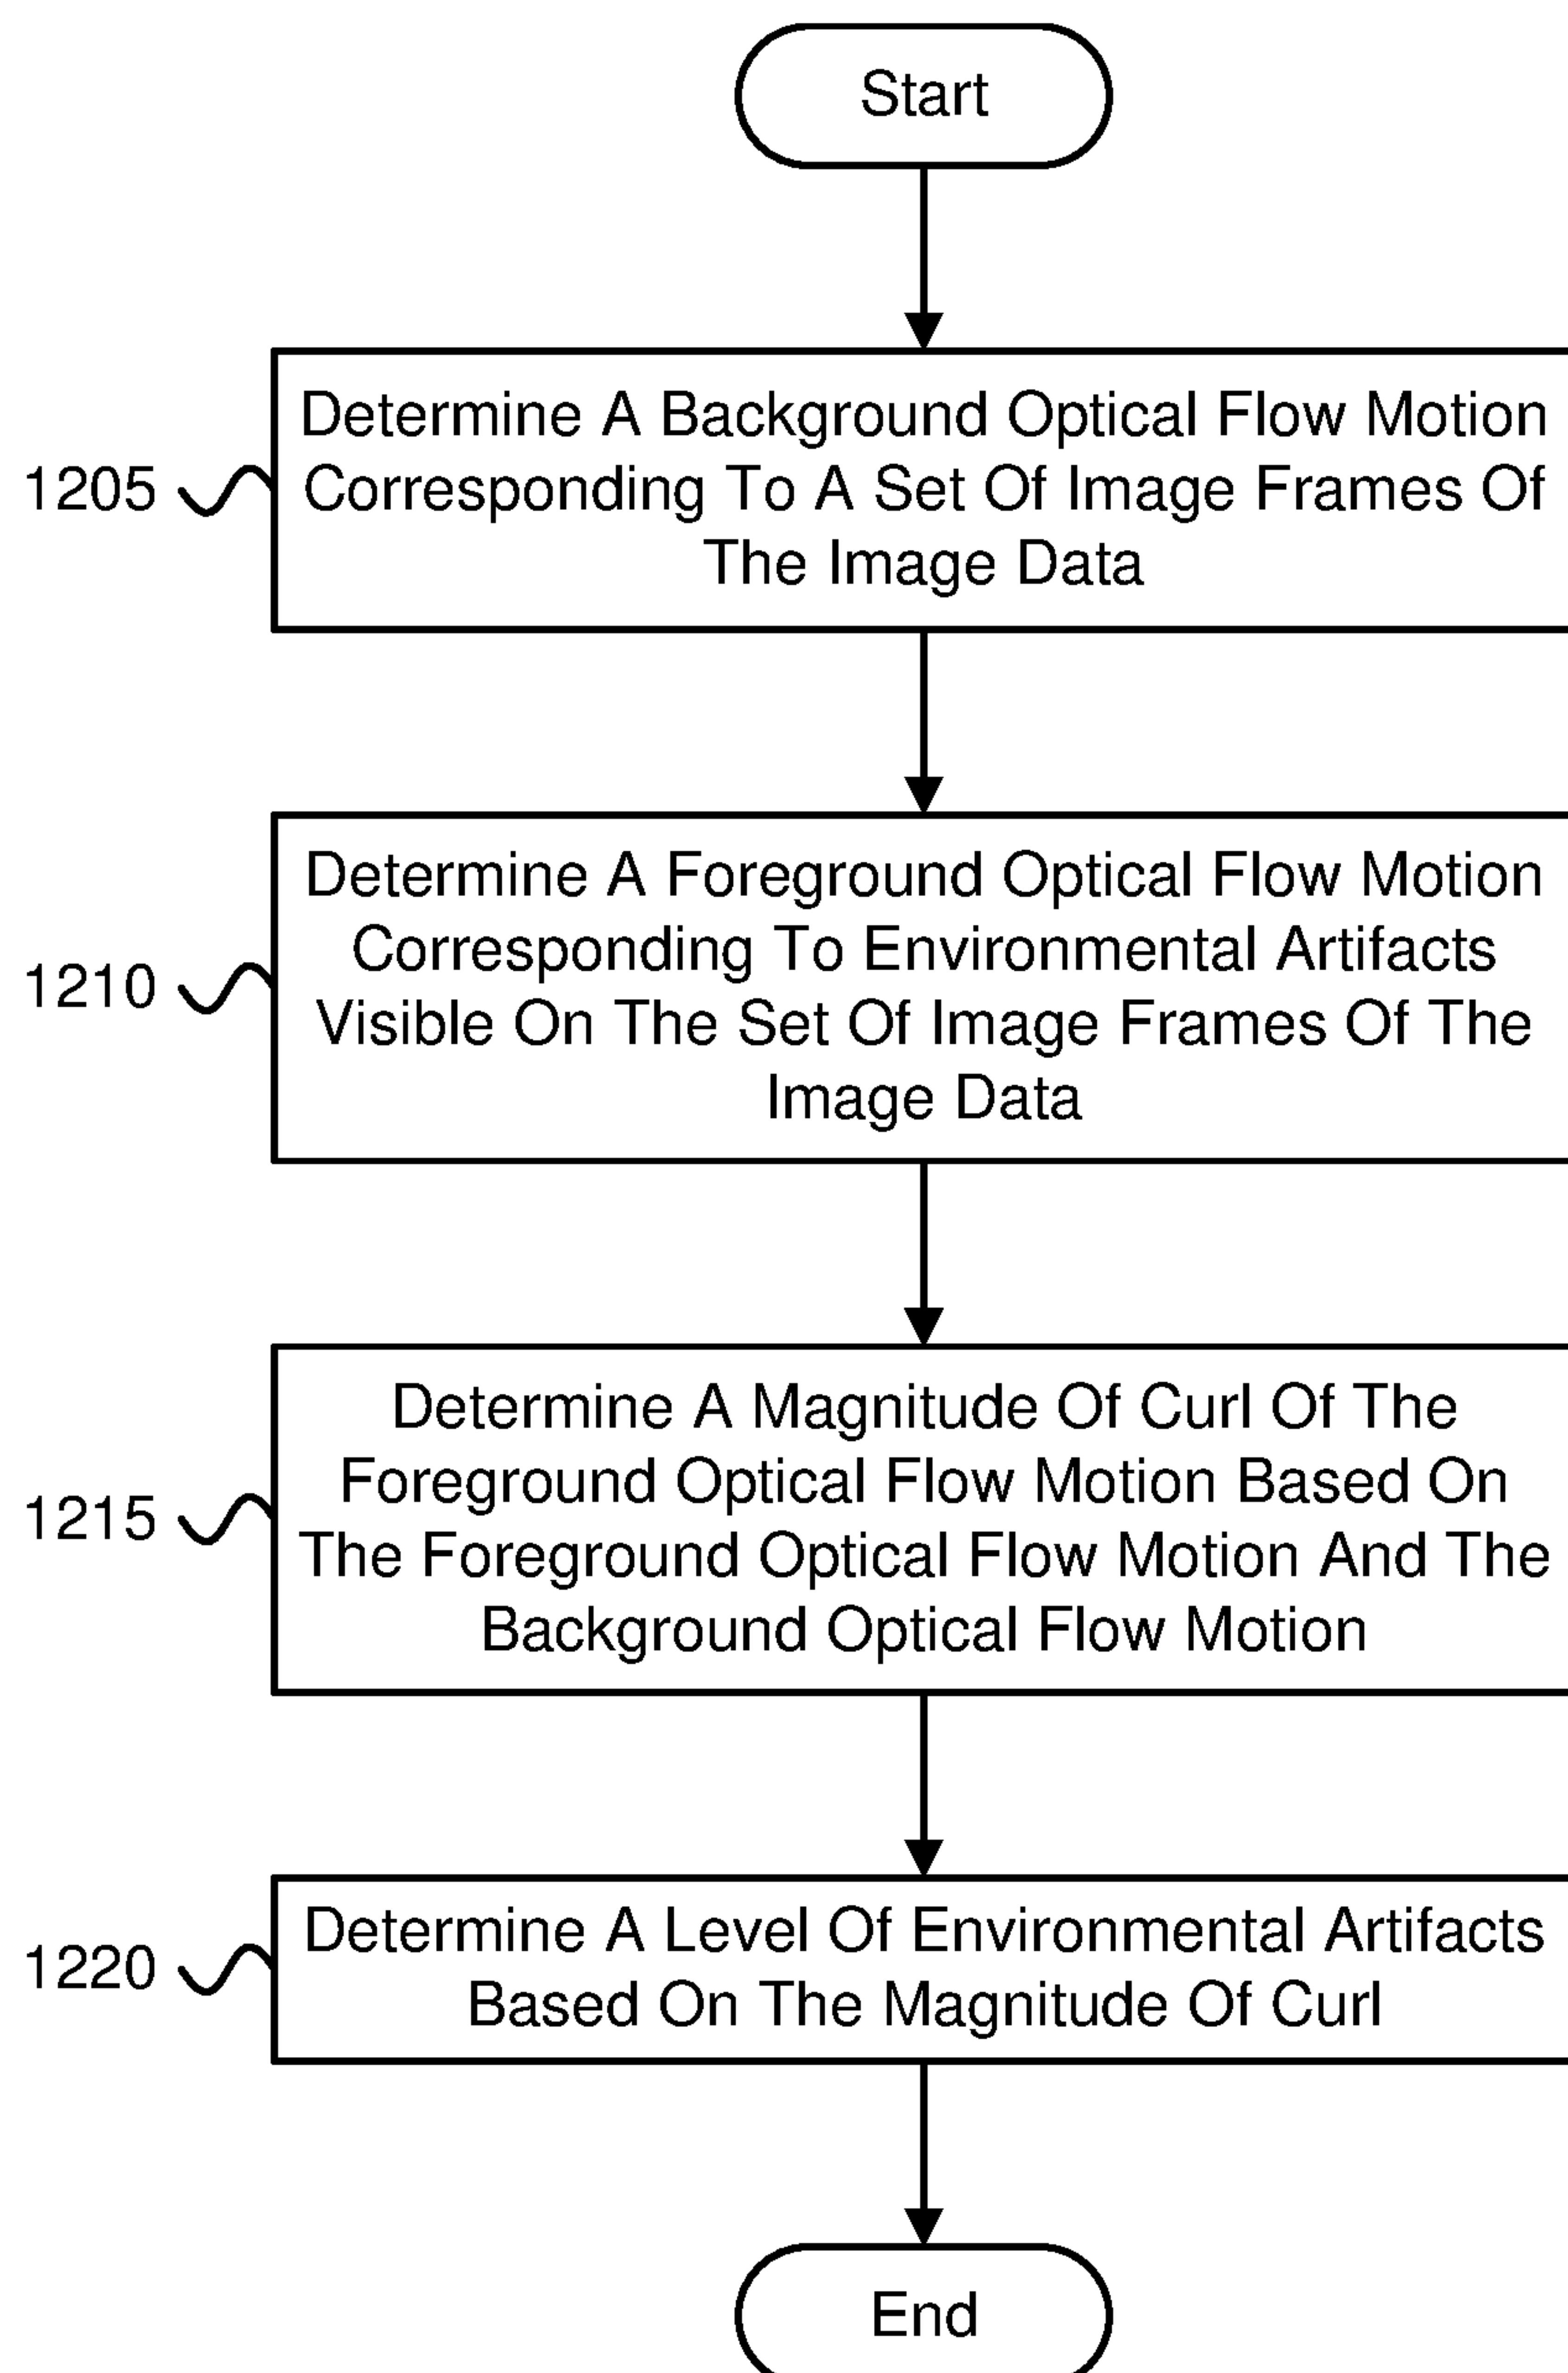 Start
Determine A Background Optical Flow Motion
Corresponding To A Set Of Image Frames Of
The Image Data
1205
Determine A Foreground Optical Flow Motion
Corresponding To Environmental Artifacts
Visible On The Set Of Image Frames Of The
Image Data
1210
Determine A Magnitude Of Curl Of The
Foreground Optical Flow Motion Based On
The Foreground Optical Flow Motion And The
Background Optical Flow Motion
1215
Determine A Level Of Environmental Artifacts
Based On The Magnitude Of Curl
1220
End